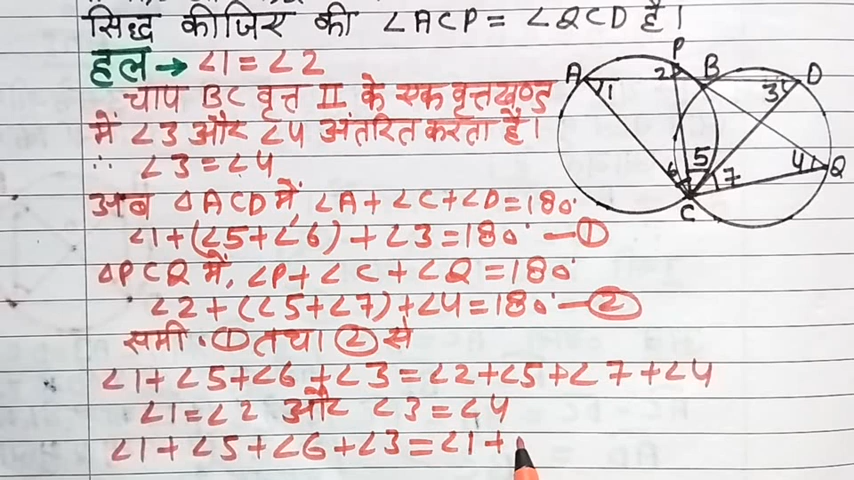 सिद्ध कीजिए की ∠ACP = ∠QCD है।
हल → ∠1 = ∠2
चाप BC वृत्त II के एक वृत्तखण्ड
में ∠3 और ∠4 अंतरित करता है।
∴ ∠3 = ∠4
अब △ACD में ∠A + ∠C + ∠D = 180°
∠1 + (∠5 + ∠6) + ∠3 = 180° — ①
△PCQ में, ∠P + ∠C + ∠Q = 180°
∠2 + (∠5 + ∠7) + ∠4 = 180° — ②
समी. ① तथा ② से
∠1 + ∠5 + ∠6 + ∠3 = ∠2 + ∠5 + ∠7 + ∠4
∠1 = ∠2 और ∠3 = ∠4
∠1 + ∠5 + ∠6 + ∠3 = ∠1 +
P
A 1 2 B 3 D
5 6 7 4 Q
C